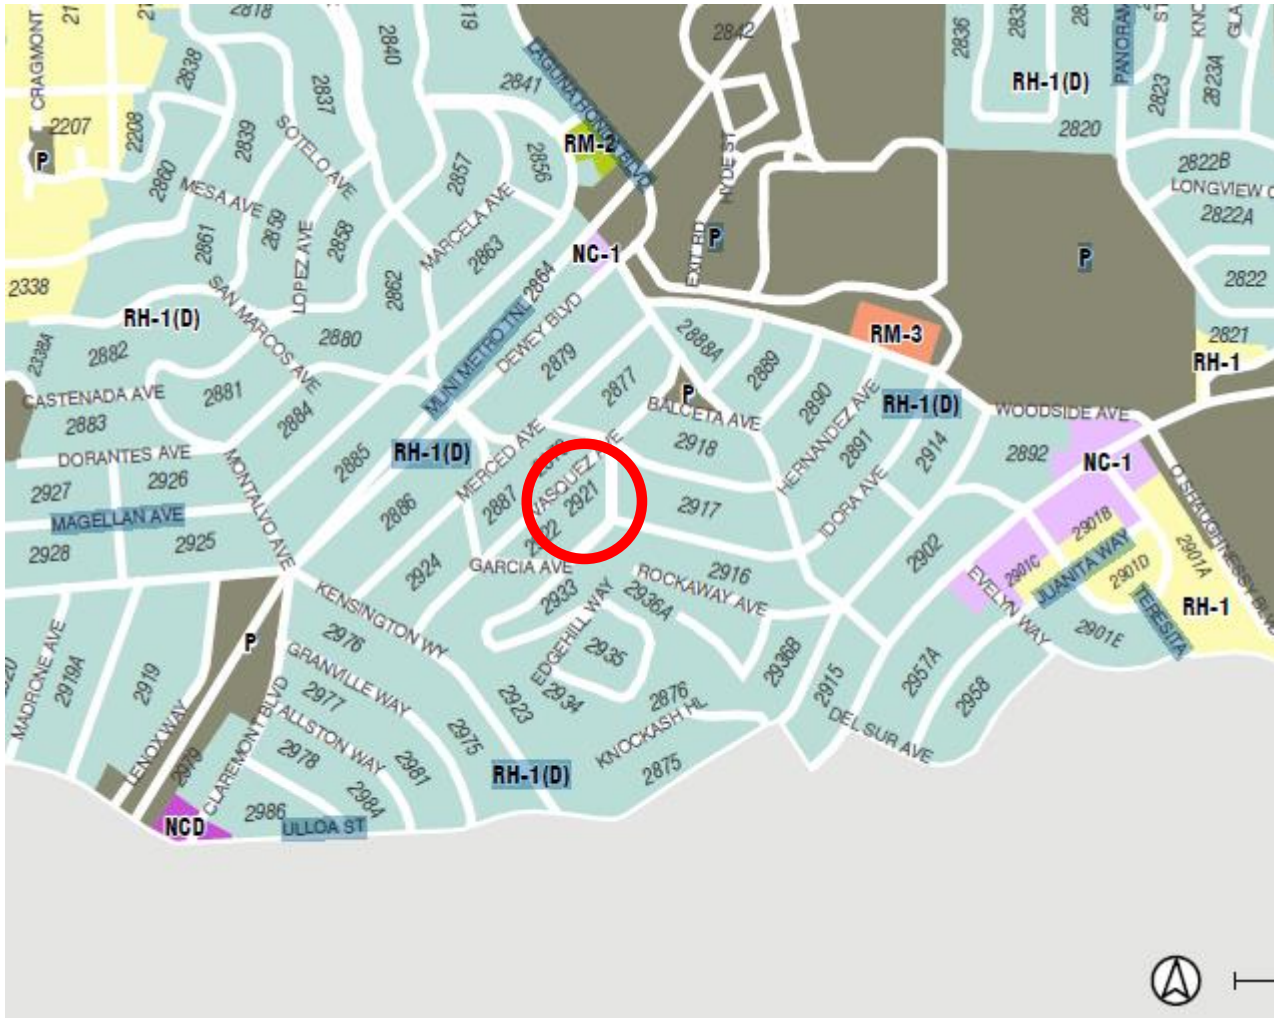 CRAGMONT
2207
2208
P
2338
2838
2818
2839
2837
2840
2819
2841
LAGUNA HONDA BLVD
RM-2
2842
HYDE ST
EXIT RD
P
2836
RH-1(D)
2820
PANORAM
2823
2823A
2822B
LONGVIEW
2822A
2822
2821
RH-1
P
SOTELO AVE
2860
MESA AVE
2861
2859
LOPEZ AVE
2858
2857
2856
MARCELA AVE
2863
2862
2864
NC-1
SAN MARCOS AVE
RH-1(D)
2880
2338A
2882
2881
CASTENADA AVE
2883
2884
MUNI METRO TNL
DEWEY BLVD
2879
2877
2888A
2889
RM-3
P
BALCETA AVE
2890
HERNANDEZ AVE
RH-1(D)
WOODSIDE AVE
DORANTES AVE
2927
2926
MONTALVO AVE
2885
RH-1(D)
MERCED AVE
2918
2891
2914
2892
NC-1
O'SHAUGHNESSY BLVD
MAGELLAN AVE
2928
2925
2886
2887
VASQUEZ AVE
2921
2922
2917
IDORA AVE
2902
2901B
2901C
JUANITA WAY
2901D
2901A
RH-1
TERESITA
2901E
EVELYN WAY
2924
GARCIA AVE
2933
EDGEHILL WAY
2936A
ROCKAWAY AVE
2916
KENSINGTON WY
2976
P
MADRONE AVE
2919A
2919
GRANVILLE WAY
2977
2935
2934
2923
2936B
2915
2957A
2958
2876
KNOCKASH HL
2875
DEL SUR AVE
LENOX WAY
2979
CLAREMONT BLVD
ALLSTON WAY
2978
2975
2981
2984
RH-1(D)
NCD
2986
ULLOA ST